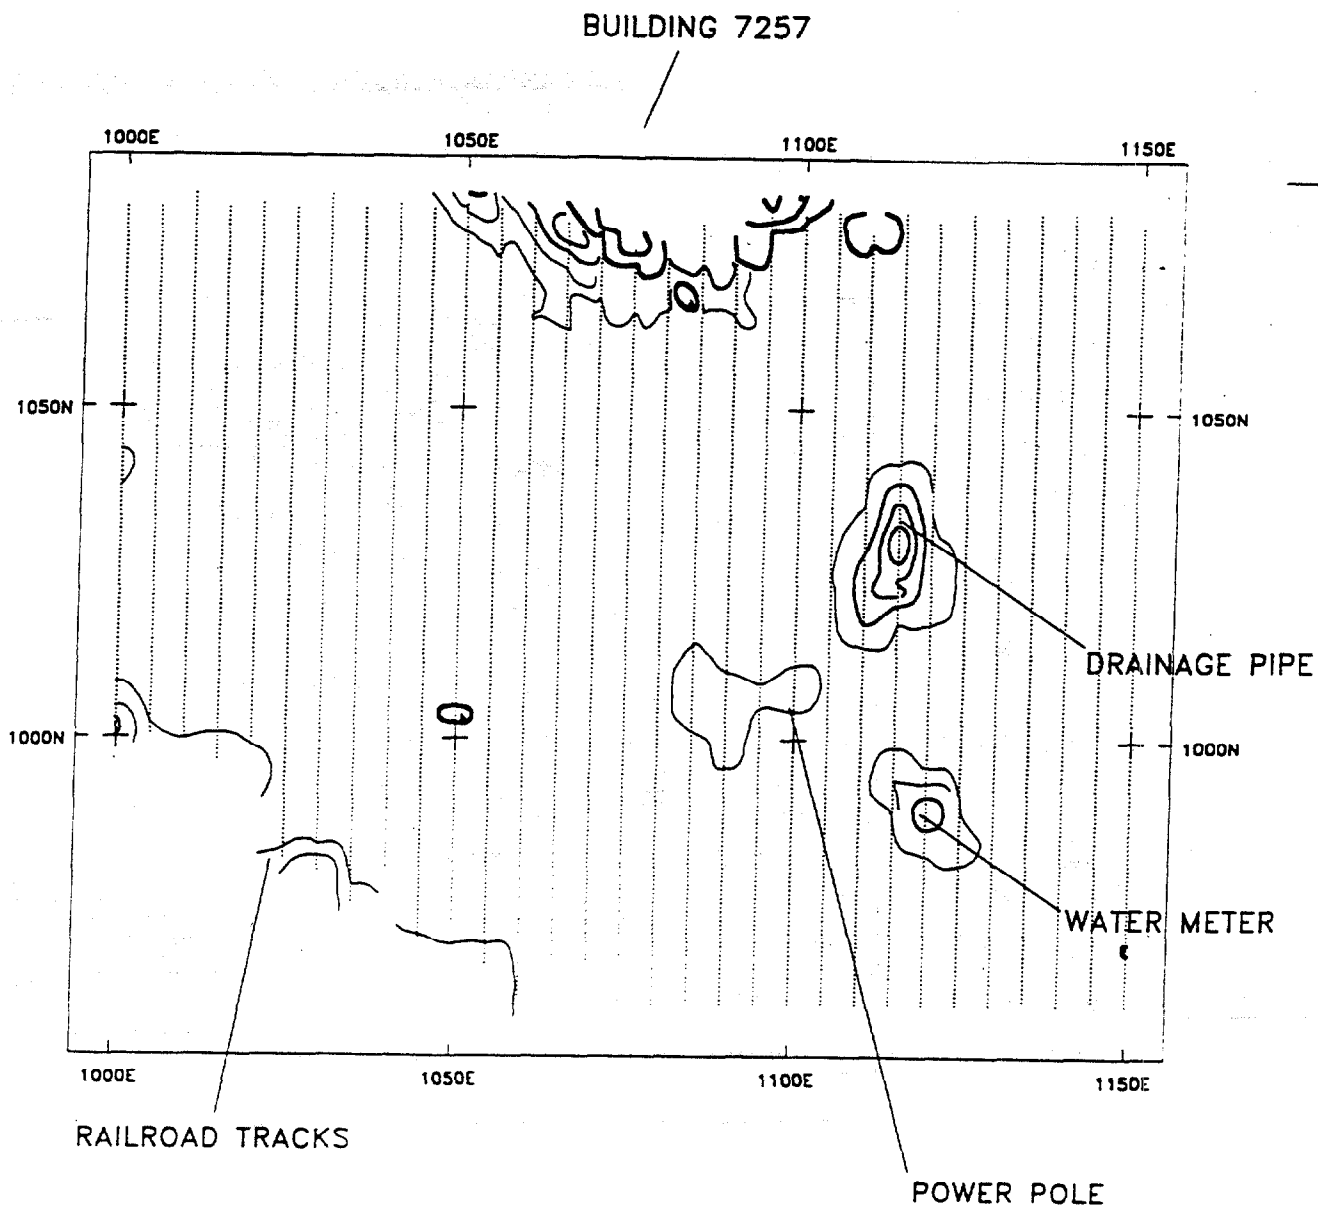 BUILDING 7257
1000E 1050E 1100E 1150E
1050N 1050N
DRAINAGE PIPE
1000N 1000N
WATER METER
1000E 1050E 1100E 1150E
RAILROAD TRACKS
POWER POLE